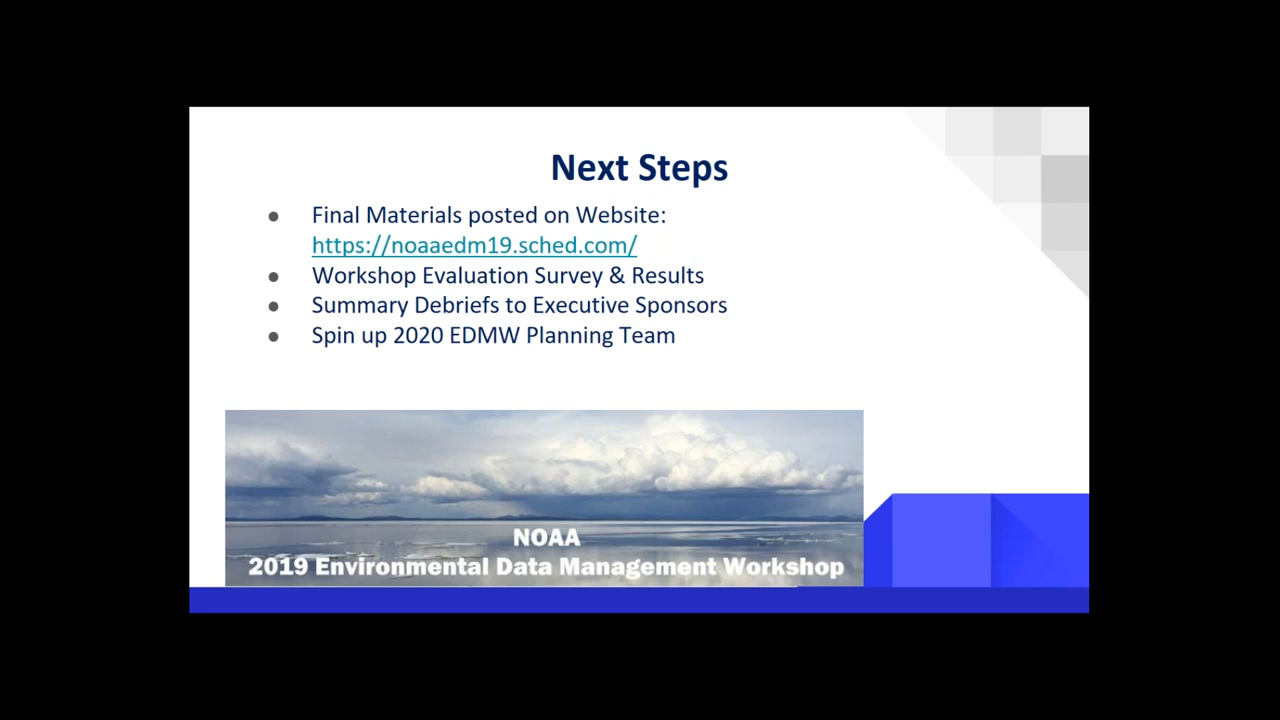 Next Steps
● Final Materials posted on Website:
https://noaaedm19.sched.com/
● Workshop Evaluation Survey & Results
● Summary Debriefs to Executive Sponsors
● Spin up 2020 EDMW Planning Team
NOAA
2019 Environmental Data Management Workshop